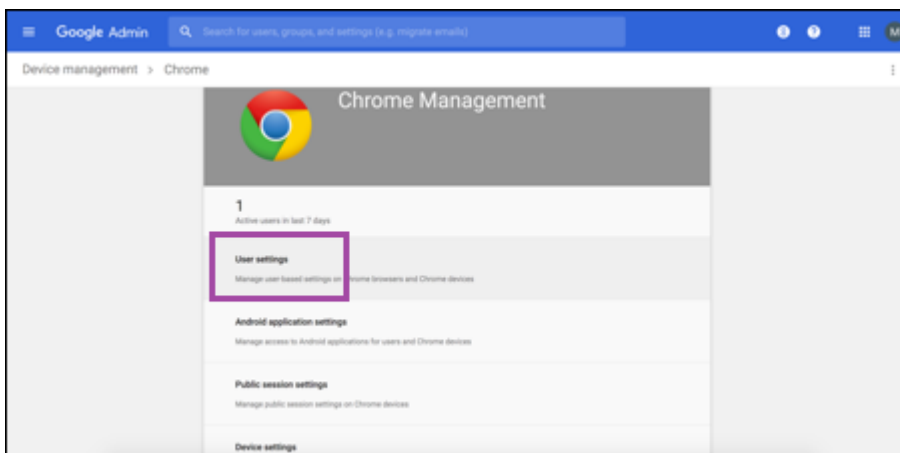 Google Admin
Search for users, groups, and settings (e.g. migrate emails)
M
Device management > Chrome
Chrome Management
1
Active users in last 7 days
User settings
Manage user-based settings on Chrome browsers and Chrome devices
Android application settings
Manage access to Android applications for users and Chrome devices
Public session settings
Manage public session settings on Chrome devices
Device settings